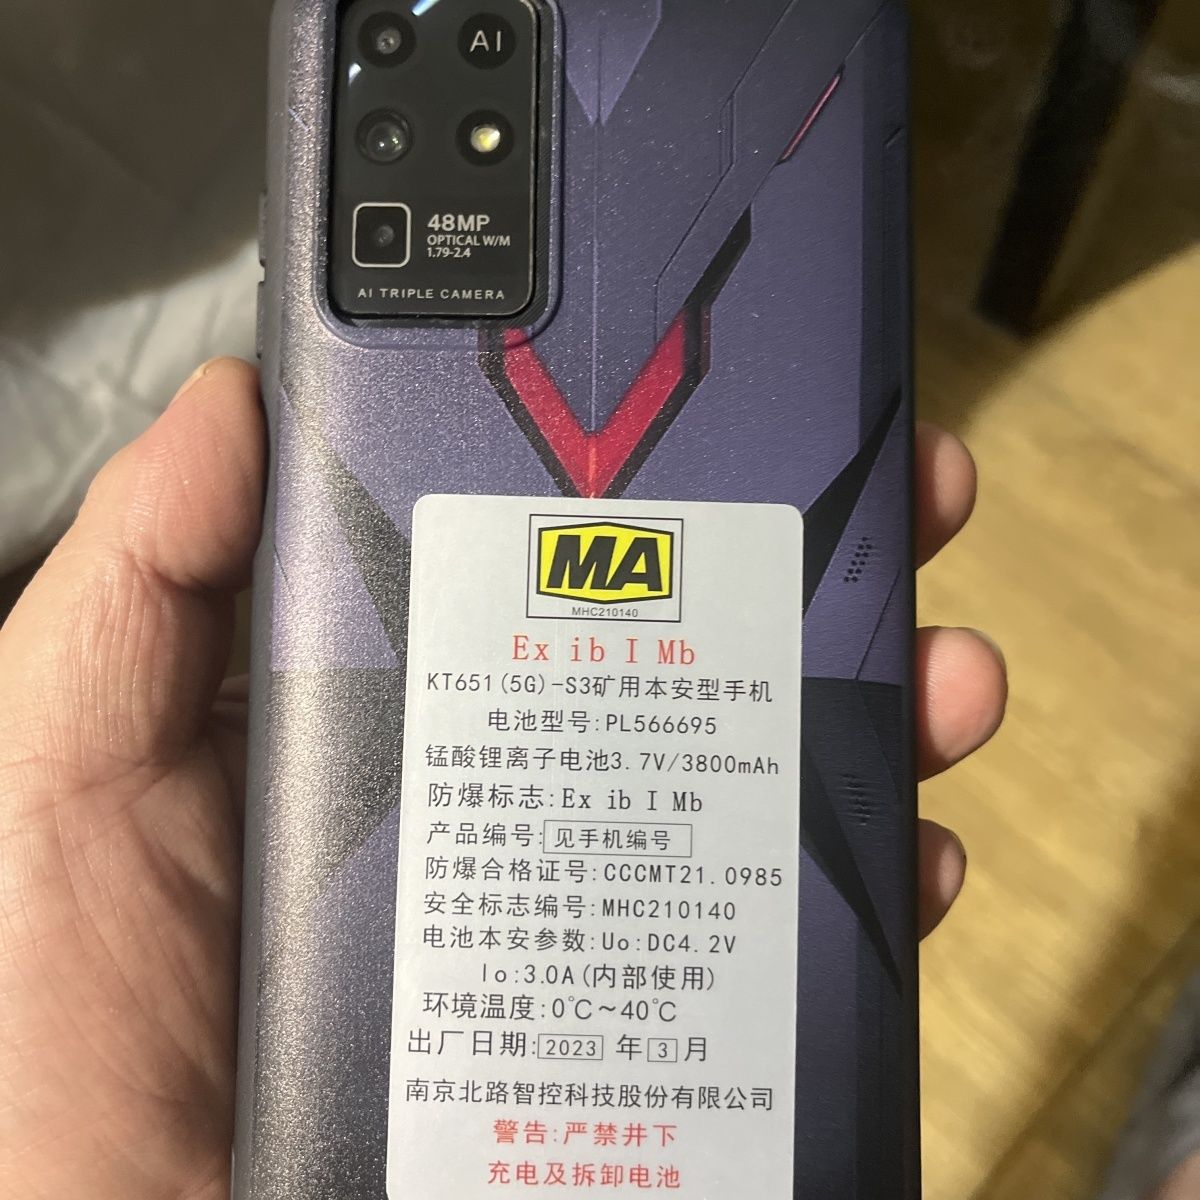 AI
48MP
OPTICAL W/M
1.79-2.4
AI TRIPLE CAMERA
MA
MHC210140
Ex ib I Mb
KT651(5G)-S3矿用本安型手机
电池型号:PL566695
锰酸锂离子电池3.7V/3800mAh
防爆标志:Ex ib I Mb
产品编号:见手机编号
防爆合格证号:CCCMT21.0985
安全标志编号:MHC210140
电池本安参数:Uo:DC4.2V
Io:3.0A(内部使用)
环境温度:0℃~40℃
出厂日期:2023 年 3 月
南京北路智控科技股份有限公司
警告:严禁井下
充电及拆卸电池